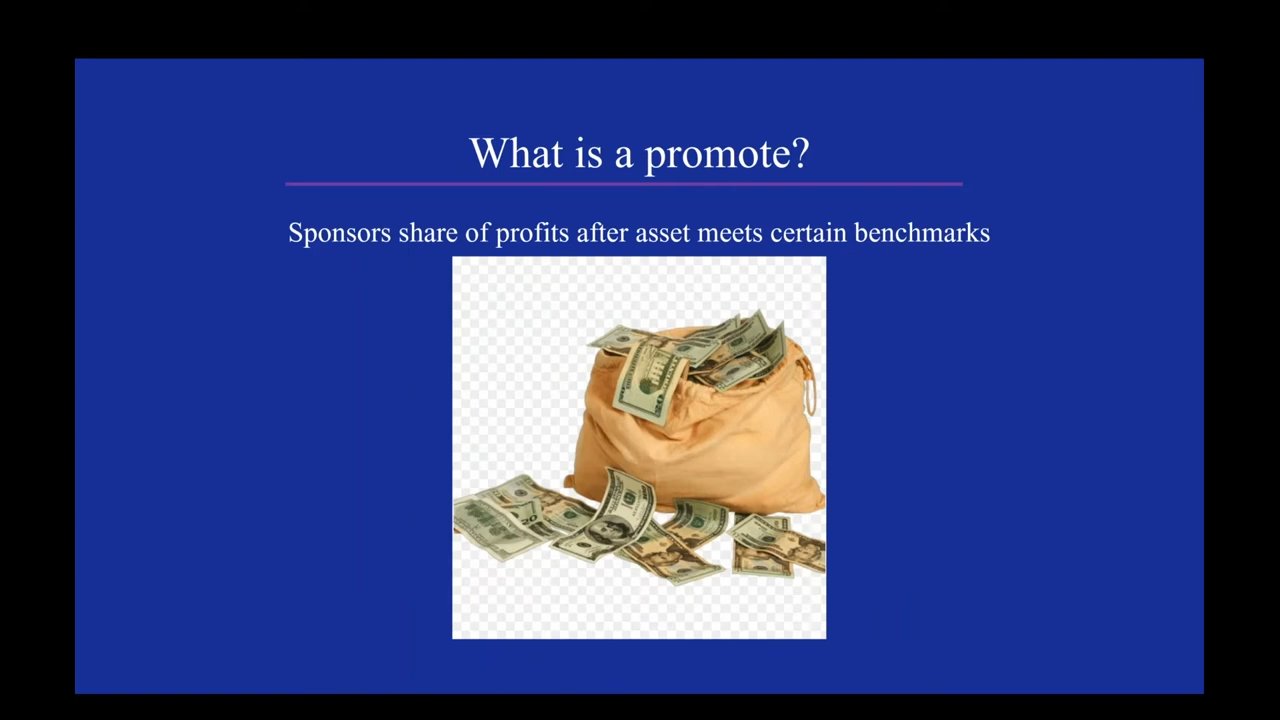 What is a promote?
Sponsors share of profits after asset meets certain benchmarks